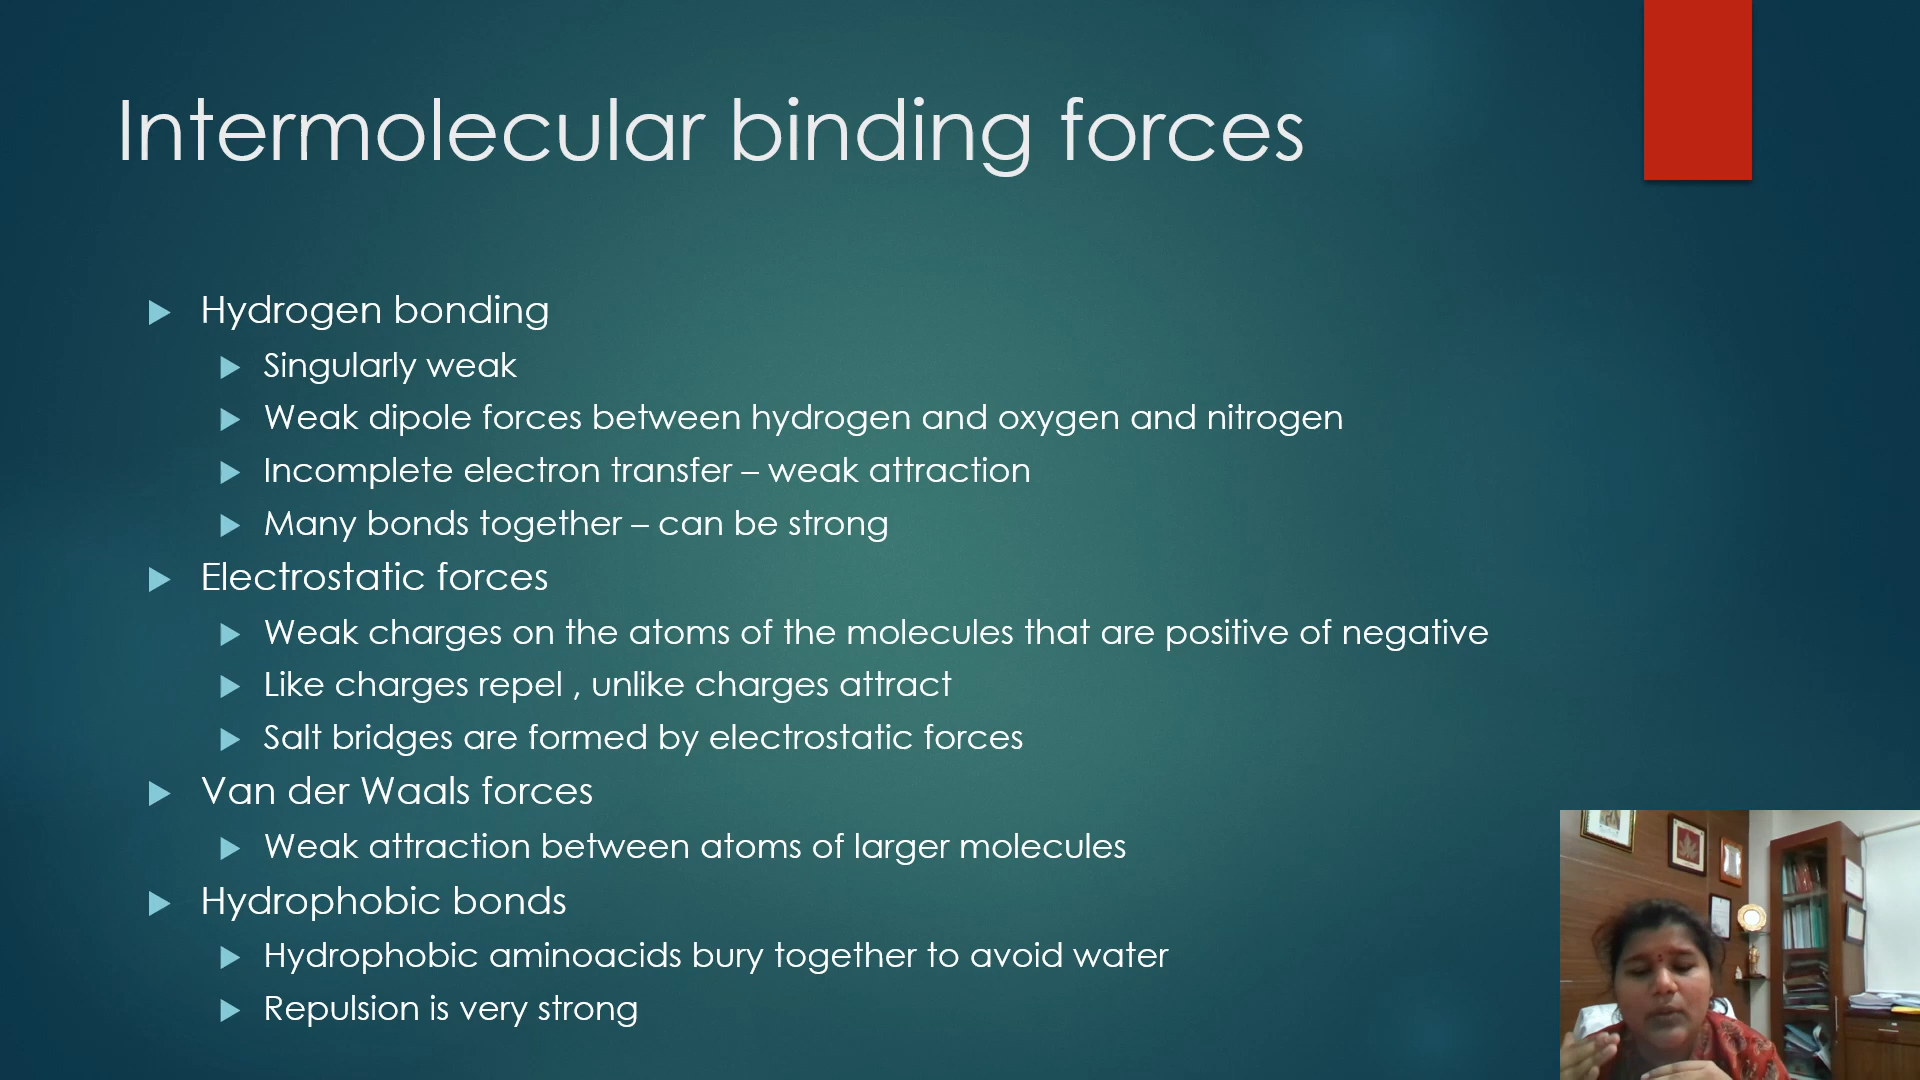 Intermolecular binding forces
Hydrogen bonding
Singularly weak
Weak dipole forces between hydrogen and oxygen and nitrogen
Incomplete electron transfer – weak attraction
Many bonds together – can be strong
Electrostatic forces
Weak charges on the atoms of the molecules that are positive of negative
Like charges repel , unlike charges attract
Salt bridges are formed by electrostatic forces
Van der Waals forces
Weak attraction between atoms of larger molecules
Hydrophobic bonds
Hydrophobic aminoacids bury together to avoid water
Repulsion is very strong